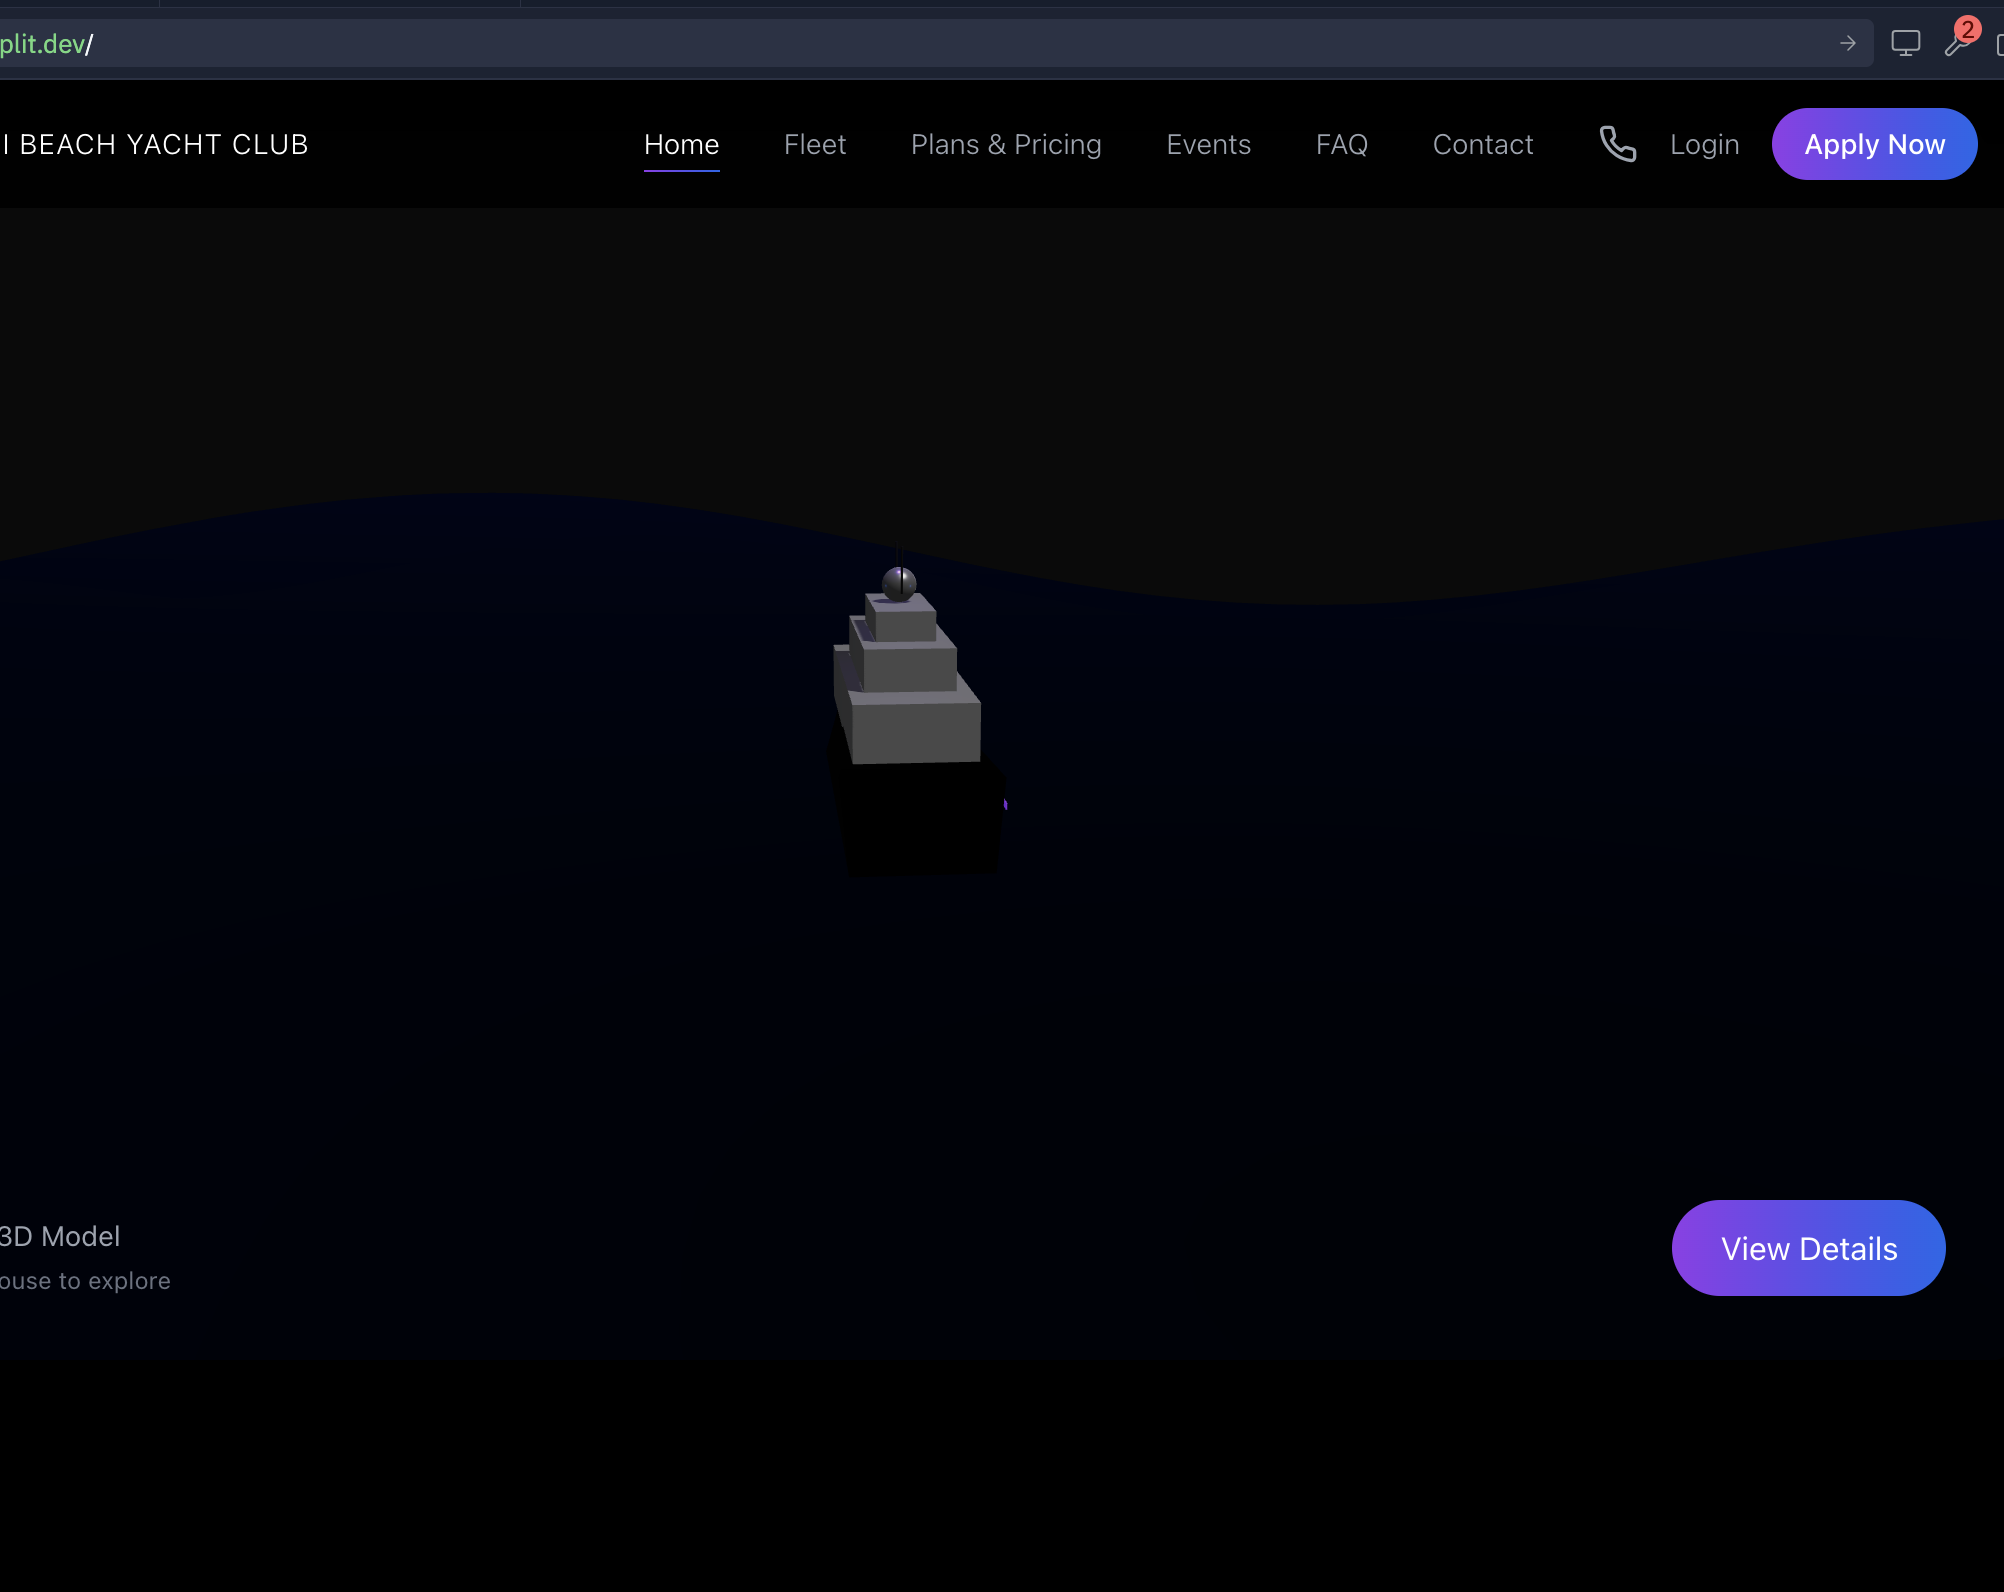 plit.dev/
2
I BEACH YACHT CLUB
Home
Fleet
Plans & Pricing
Events
FAQ
Contact
Login
Apply Now
3D Model
ouse to explore
View Details